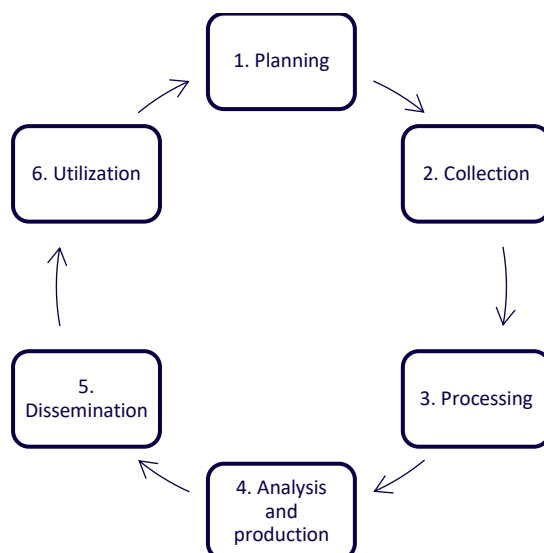 1. Planning
2. Collection
3. Processing
4. Analysis
and
production
5.
Dissemination
6. Utilization